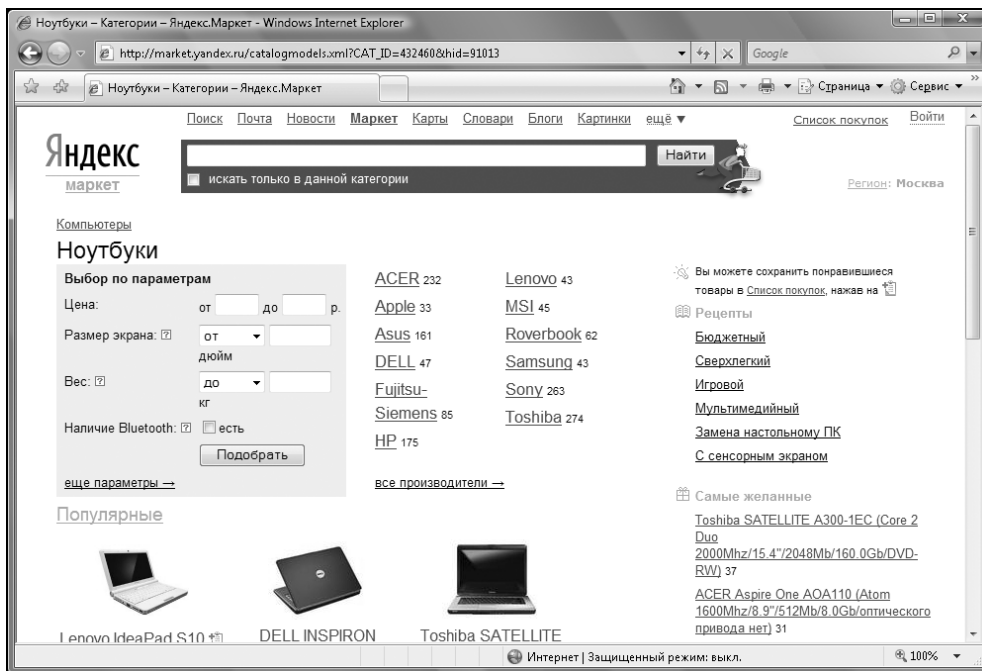 Ноутбуки – Категории – Яндекс.Маркет - Windows Internet Explorer
http://market.yandex.ru/catalogmodels.xml?CAT_ID=432460&hid=91013
Google
Ноутбуки – Категории – Яндекс.Маркет
Страница
Сервис
Поиск Почта Новости Маркет Карты Словари Блоги Картинки ещё ▼
Список покупок Войти
Яндекс
маркет
Найти
искать только в данной категории
Регион: Москва
Компьютеры
Ноутбуки
Выбор по параметрам
Цена: от до р.
Размер экрана: ? от
дюйм
Вес: ? до
кг
Наличие Bluetooth: ? есть
Подобрать
еще параметры →
ACER 232
Apple 33
Asus 161
DELL 47
Fujitsu-
Siemens 85
HP 175
Lenovo 43
MSI 45
Roverbook 62
Samsung 43
Sony 263
Toshiba 274
все производители →
Вы можете сохранить понравившиеся
товары в Список покупок, нажав на
Рецепты
Бюджетный
Сверхлегкий
Игровой
Мультимедийный
Замена настольному ПК
С сенсорным экраном
Самые желанные
Toshiba SATELLITE A300-1EC (Core 2
Duo
2000Mhz/15.4"/2048Mb/160.0Gb/DVD-
RW) 37
ACER Aspire One AOA110 (Atom
1600Mhz/8.9"/512Mb/8.0Gb/оптического
привода нет) 31
Популярные
Lenovo IdeaPad S10
DELL INSPIRON
Toshiba SATELLITE
Интернет | Защищенный режим: выкл.
100%